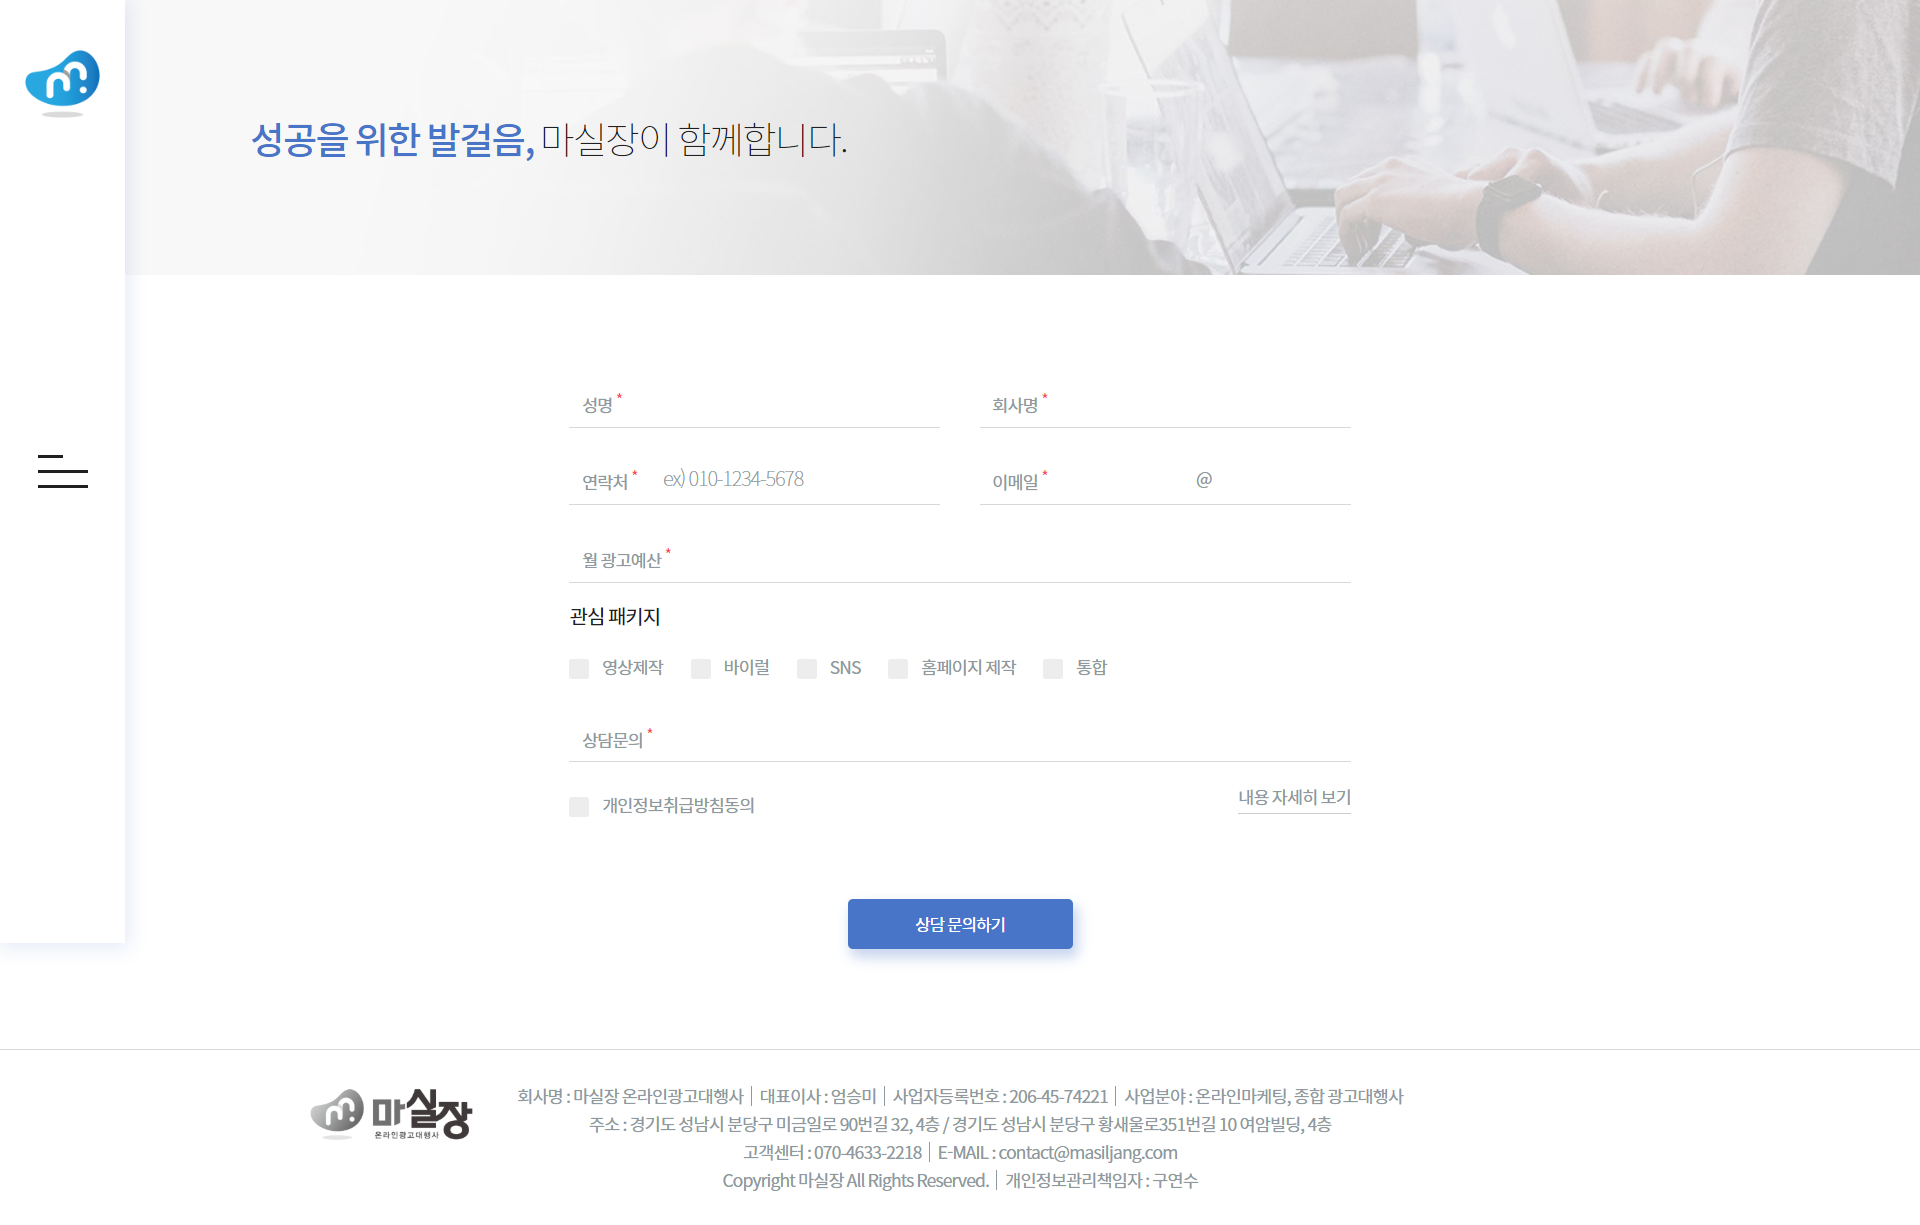 성공을 위한 발걸음, 마실장이 함께합니다.
성명 *
회사명 *
연락처 * ex) 010-1234-5678
이메일 * @
월 광고예산 *
관심 패키지
영상제작 바이럴 SNS 홈페이지 제작 통합
상담문의 *
개인정보취급방침동의
내용 자세히 보기
상담 문의하기
마실장
온라인광고대행사
회사명 : 마실장 온라인광고대행사 | 대표이사 : 엄승미 | 사업자등록번호 : 206-45-74221 | 사업분야 : 온라인마케팅, 종합 광고대행사
주소 : 경기도 성남시 분당구 미금일로 90번길 32, 4층 / 경기도 성남시 분당구 황새울로351번길 10 여암빌딩, 4층
고객센터 : 070-4633-2218 | E-MAIL : contact@masiljang.com
Copyright 마실장 All Rights Reserved. | 개인정보관리책임자 : 구연수